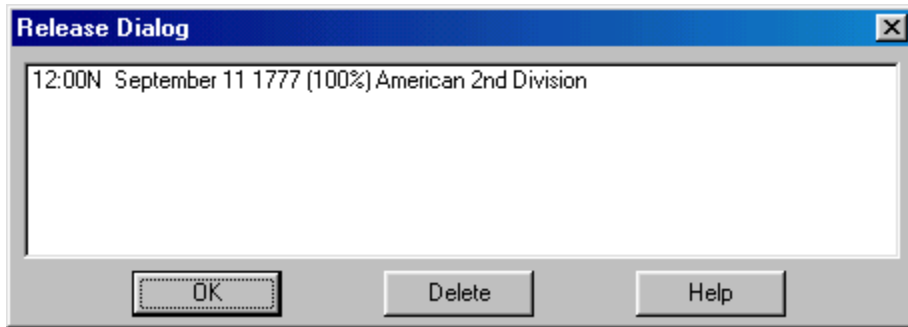 Release Dialog
12:00N September 11 1777 (100%) American 2nd Division
OK
Delete
Help